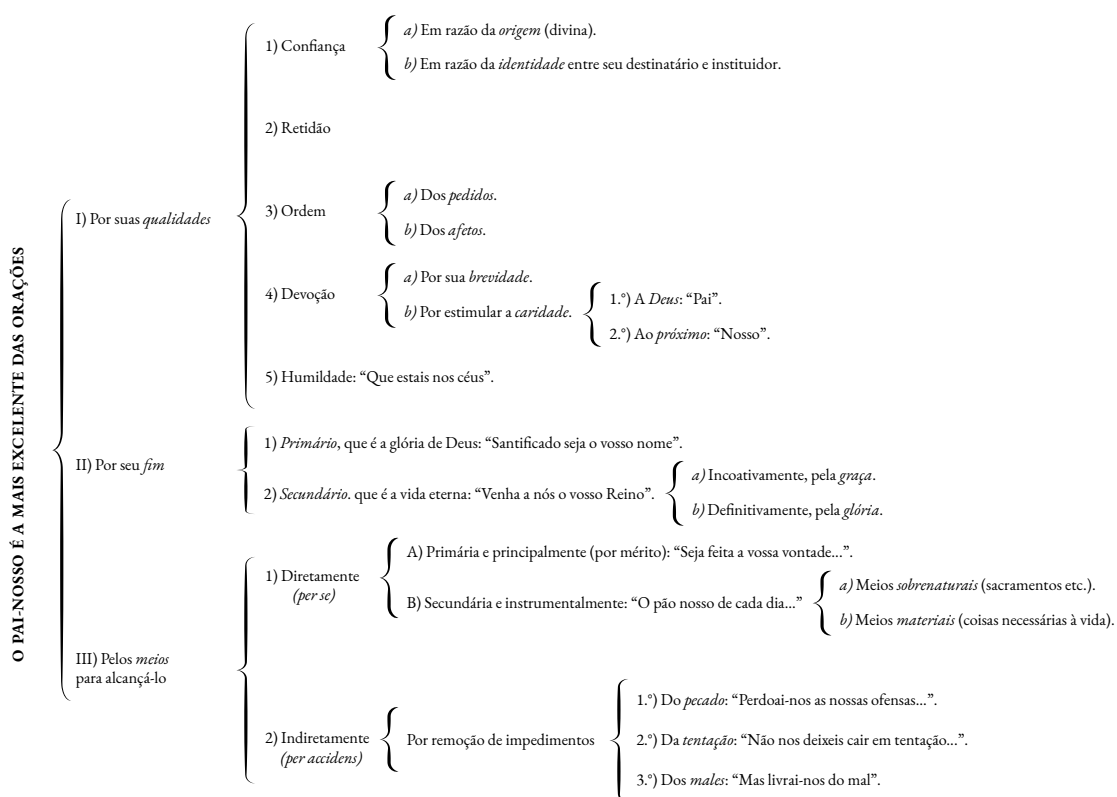 O PAI-NOSSO É A MAIS EXCELENTE DAS ORAÇÕES
I) Por suas qualidades
1) Confiança
a) Em razão da origem (divina).
b) Em razão da identidade entre seu destinatário e instituidor.
2) Retidão
3) Ordem
a) Dos pedidos.
b) Dos afetos.
4) Devoção
a) Por sua brevidade.
b) Por estimular a caridade.
1.º) A Deus: “Pai”.
2.º) Ao próximo: “Nosso”.
5) Humildade: “Que estais nos céus”.
II) Por seu fim
1) Primário, que é a glória de Deus: “Santificado seja o vosso nome”.
2) Secundário. que é a vida eterna: “Venha a nós o vosso Reino”.
a) Incoativamente, pela graça.
b) Definitivamente, pela glória.
III) Pelos meios
para alcançá-lo
1) Diretamente
(per se)
A) Primária e principalmente (por mérito): “Seja feita a vossa vontade...”.
B) Secundária e instrumentalmente: “O pão nosso de cada dia...”
a) Meios sobrenaturais (sacramentos etc.).
b) Meios materiais (coisas necessárias à vida).
2) Indiretamente
(per accidens)
Por remoção de impedimentos
1.º) Do pecado: “Perdoai-nos as nossas ofensas...”.
2.º) Da tentação: “Não nos deixeis cair em tentação...”.
3.º) Dos males: “Mas livrai-nos do mal”.